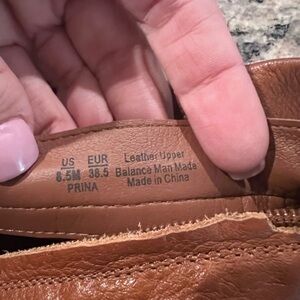 US EUR Leather Upper
8.5M 38.5 Balance Man Made
PRINA Made in China